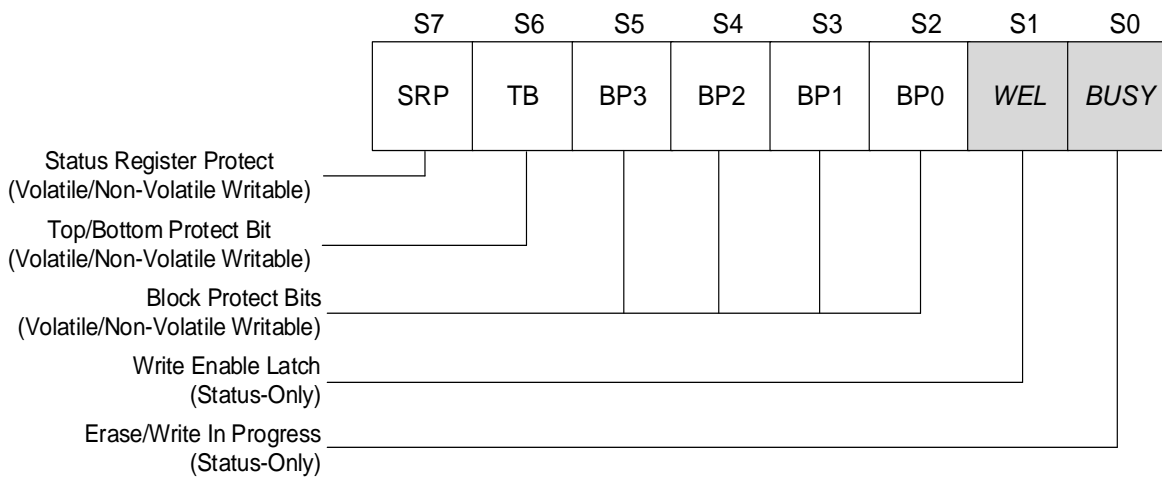 S7 S6 S5 S4 S3 S2 S1 S0
SRP TB BP3 BP2 BP1 BP0 WEL BUSY
Status Register Protect
(Volatile/Non-Volatile Writable)
Top/Bottom Protect Bit
(Volatile/Non-Volatile Writable)
Block Protect Bits
(Volatile/Non-Volatile Writable)
Write Enable Latch
(Status-Only)
Erase/Write In Progress
(Status-Only)